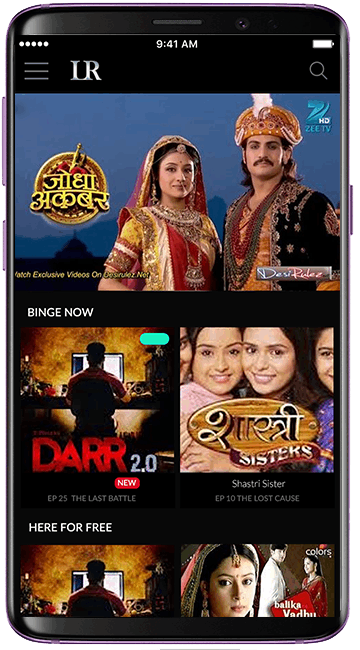 9:41 AM
LR
ZEE TV
HD
जोधा
अकबर
atch Exclusive Videos On Desirulez.Net
DesiRulez
BINGE NOW
DARR 2.0
शास्त्री
SISTERS
NEW
EP 25 THE LAST BATTLE
Shastri Sister
EP 10 THE LOST CAUSE
HERE FOR FREE
colors
balika
Vadhu